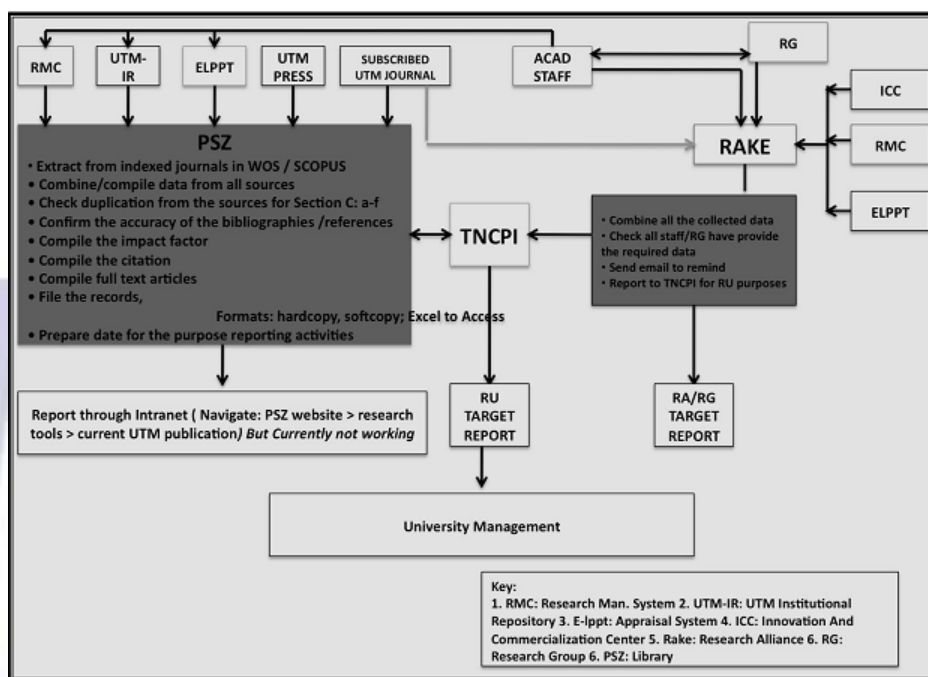 RMC
UTM-
IR
ELPPT
UTM
PRESS
SUBSCRIBED
UTM JOURNAL
ACAD
STAFF
RG
ICC
RMC
ELPPT
PSZ
• Extract from indexed journals in WOS / SCOPUS
• Combine/compile data from all sources
• Check duplication from the sources for Section C: a-f
• Confirm the accuracy of the bibliographies /references
• Compile the impact factor
• Compile the citation
• Compile full text articles
• File the records,
Formats: hardcopy, softcopy; Excel to Access
• Prepare date for the purpose reporting activities
TNCPI
RAKE
• Combine all the collected data
• Check all staff/RG have provide
the required data
• Send email to remind
• Report to TNCPI for RU purposes
Report through Intranet ( Navigate: PSZ website > research
tools > current UTM publication) But Currently not working
RU
TARGET
REPORT
RA/RG
TARGET
REPORT
University Management
Key:
1. RMC: Research Man. System 2. UTM-IR: UTM Institutional
Repository 3. E-lppt: Appraisal System 4. ICC: Innovation And
Commercialization Center 5. Rake: Research Alliance 6. RG:
Research Group 6. PSZ: Library